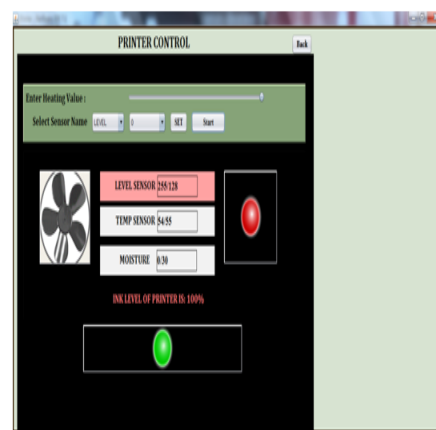 PRINTER CONTROL
Back
Enter Heating Value :
Select Sensor Name LEVEL 0 SET Start
LEVEL SENSOR 255/128
TEMP SENSOR 54/55
MOISTURE 0/30
INK LEVEL OF PRINTER IS: 100%